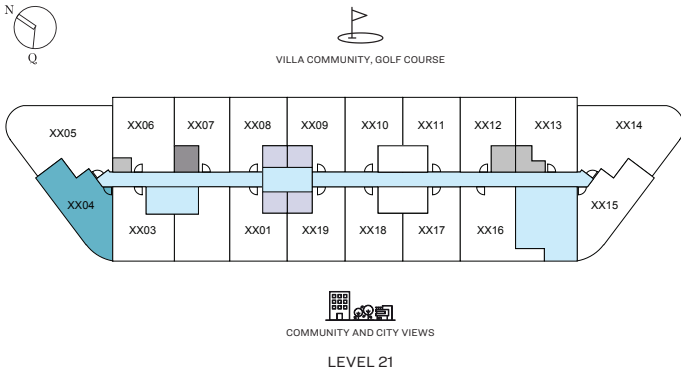 N
Q
VILLA COMMUNITY, GOLF COURSE
XX05 XX06 XX07 XX08 XX09 XX10 XX11 XX12 XX13 XX14
XX04 XX03 XX01 XX19 XX18 XX17 XX16 XX15
COMMUNITY AND CITY VIEWS
LEVEL 21